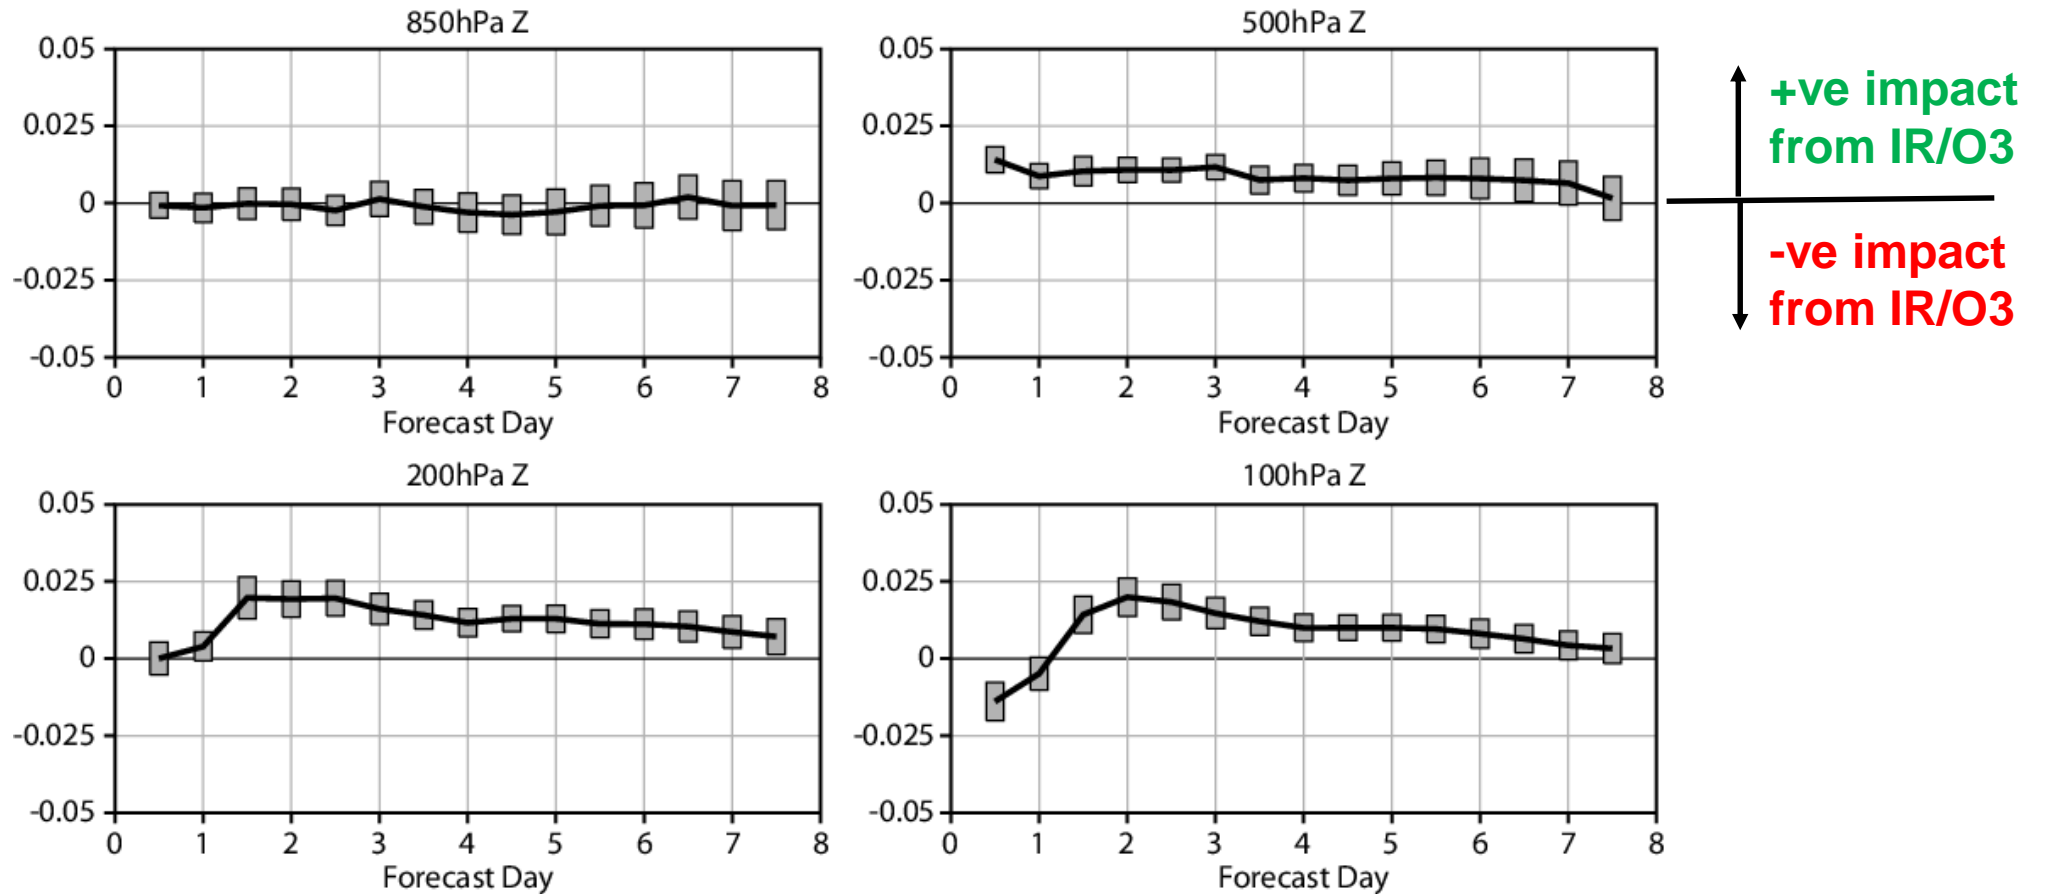 850hPa Z
0.05
0.025
0
-0.025
-0.05
0 1 2 3 4 5 6 7 8
Forecast Day
500hPa Z
0.05
0.025
0
-0.025
-0.05
0 1 2 3 4 5 6 7 8
Forecast Day
+ve impact
from IR/O3
-ve impact
from IR/O3
200hPa Z
0.05
0.025
0
-0.025
-0.05
0 1 2 3 4 5 6 7 8
Forecast Day
100hPa Z
0.05
0.025
0
-0.025
-0.05
0 1 2 3 4 5 6 7 8
Forecast Day